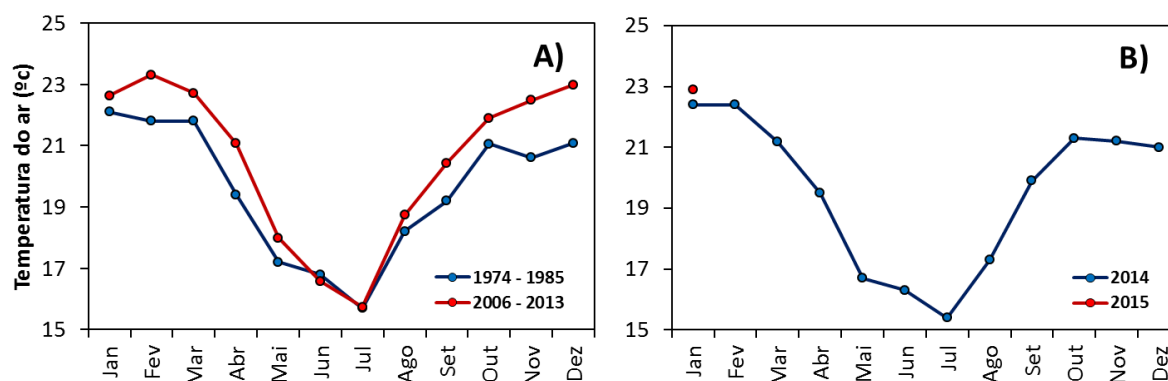 Temperatura do ar (ºc)
25
23
21
19
17
15
A)
1974 - 1985
2006 - 2013
Jan Fev Mar Abr Mai Jun Jul Ago Set Out Nov Dez
25
23
21
19
17
15
B)
2014
2015
Jan Fev Mar Abr Mai Jun Jul Ago Set Out Nov Dez